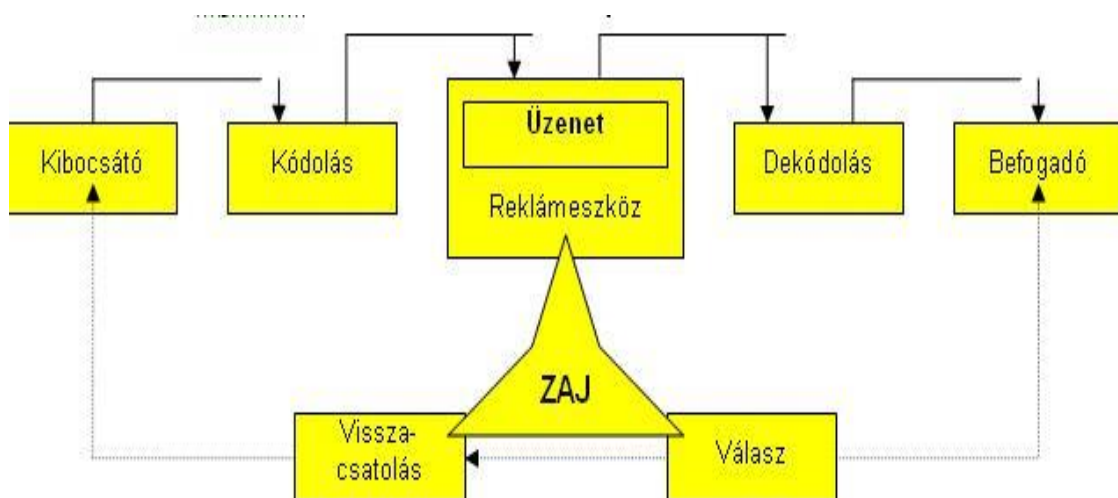 Üzenet
Kibocsátó
Kódolás
Dekódolás
Befogadó
Reklámeszköz
ZAJ
Vissza-
csatolás
Válasz